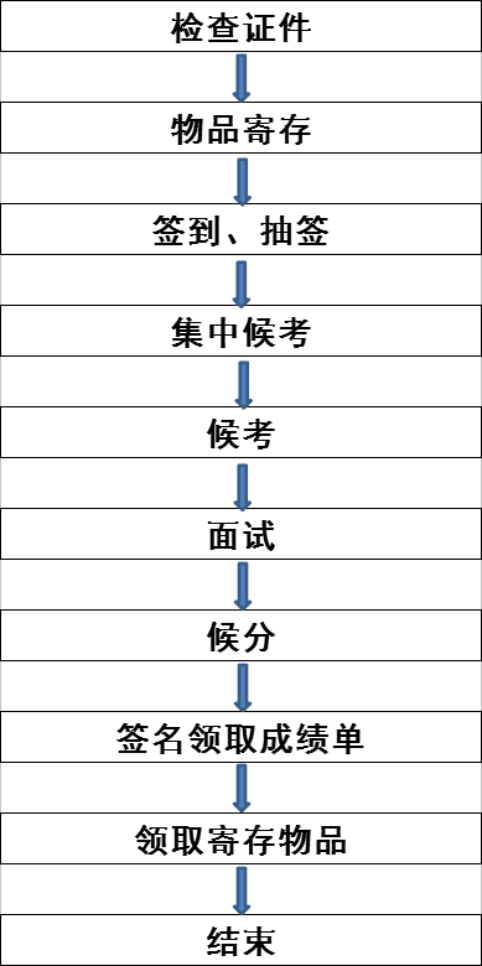 检查证件
物品寄存
签到、抽签
集中候考
候考
面试
候分
签名领取成绩单
领取寄存物品
结束